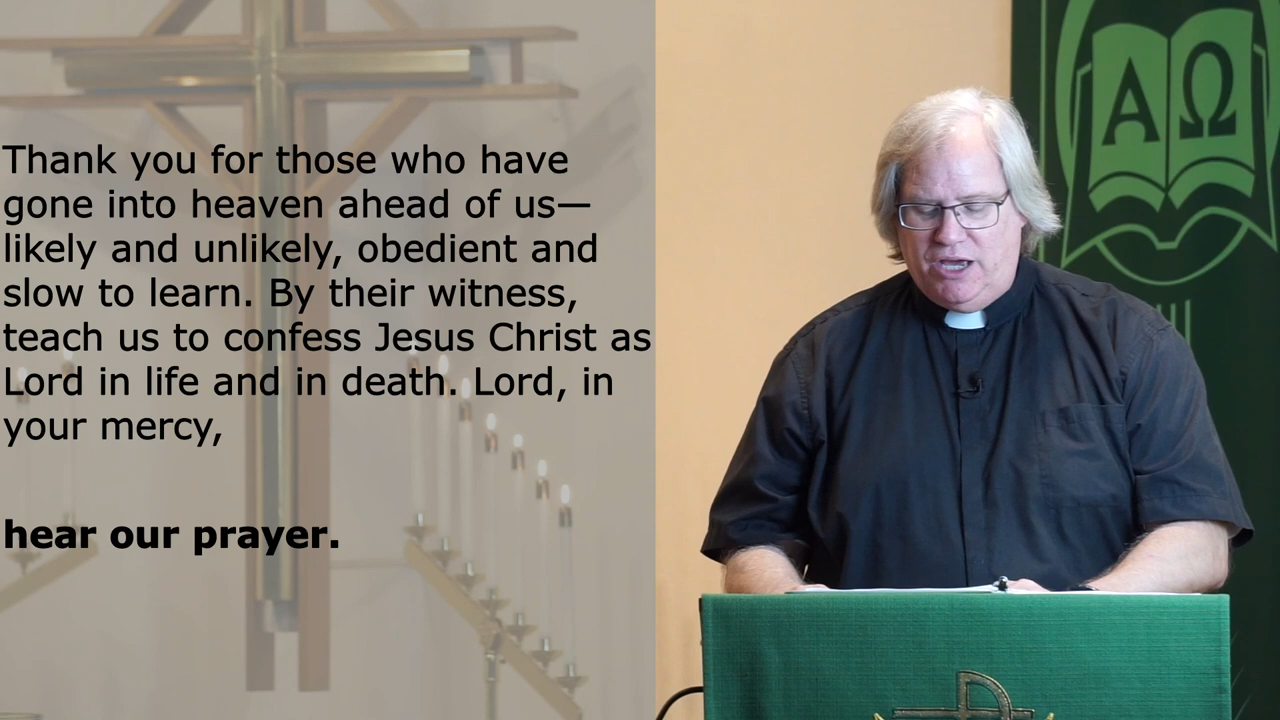 Thank you for those who have
gone into heaven ahead of us—
likely and unlikely, obedient and
slow to learn. By their witness,
teach us to confess Jesus Christ as
Lord in life and in death. Lord, in
your mercy,
hear our prayer.
Α Ω